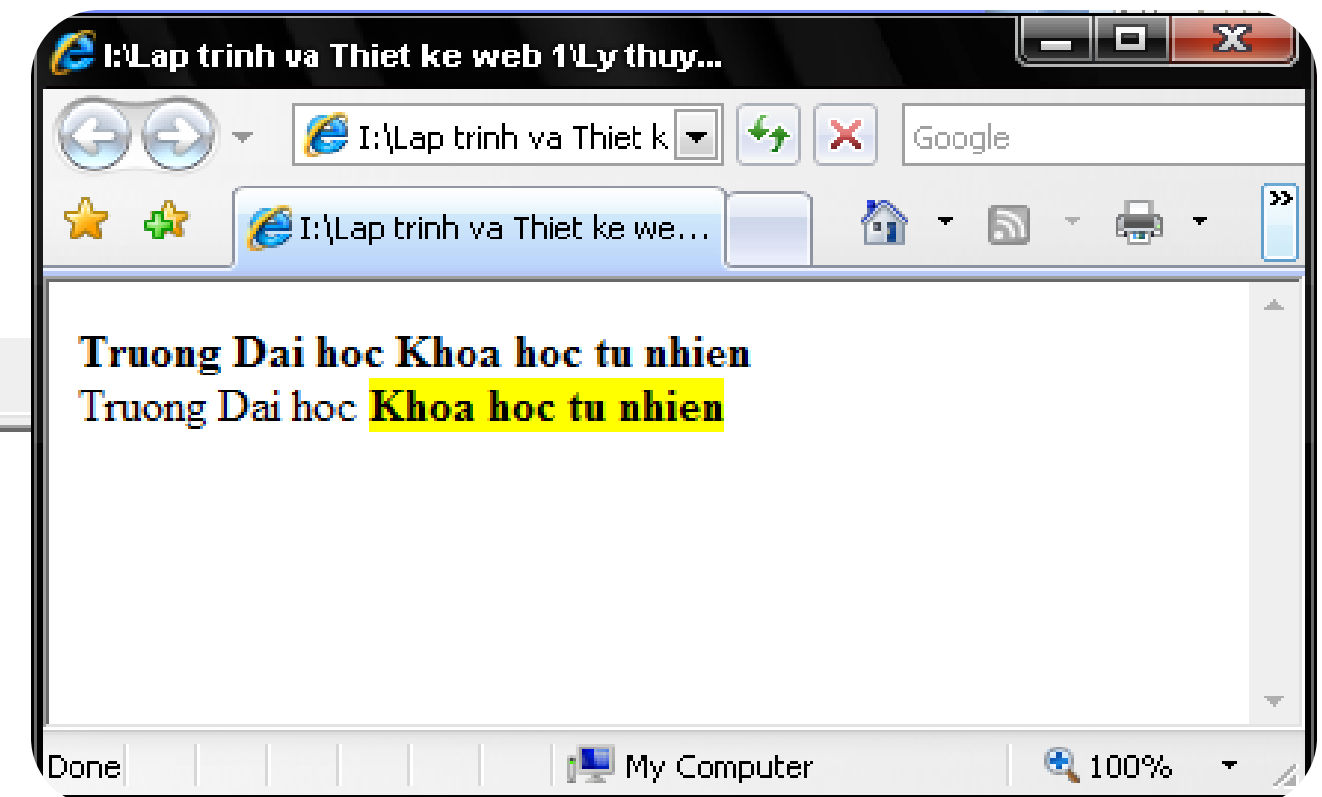 I:\Lap trinh va Thiet ke web 1\Ly thuy...
I:\Lap trinh va Thiet k
Google
I:\Lap trinh va Thiet ke we...
Truong Dai hoc Khoa hoc tu nhien
Truong Dai hoc Khoa hoc tu nhien
Done
My Computer
100%